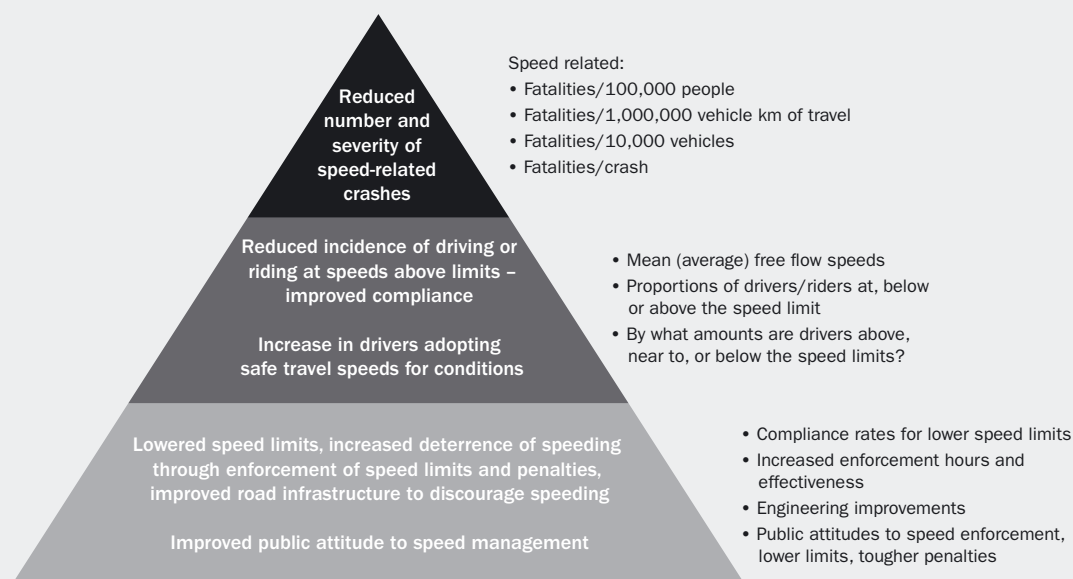 Reduced
number and
severity of
speed-related
crashes
Speed related:
• Fatalities/100,000 people
• Fatalities/1,000,000 vehicle km of travel
• Fatalities/10,000 vehicles
• Fatalities/crash
Reduced incidence of driving or
riding at speeds above limits –
improved compliance
Increase in drivers adopting
safe travel speeds for conditions
• Mean (average) free flow speeds
• Proportions of drivers/riders at, below
or above the speed limit
• By what amounts are drivers above,
near to, or below the speed limits?
Lowered speed limits, increased deterrence of speeding
through enforcement of speed limits and penalties,
improved road infrastructure to discourage speeding
Improved public attitude to speed management
• Compliance rates for lower speed limits
• Increased enforcement hours and
effectiveness
• Engineering improvements
• Public attitudes to speed enforcement,
lower limits, tougher penalties